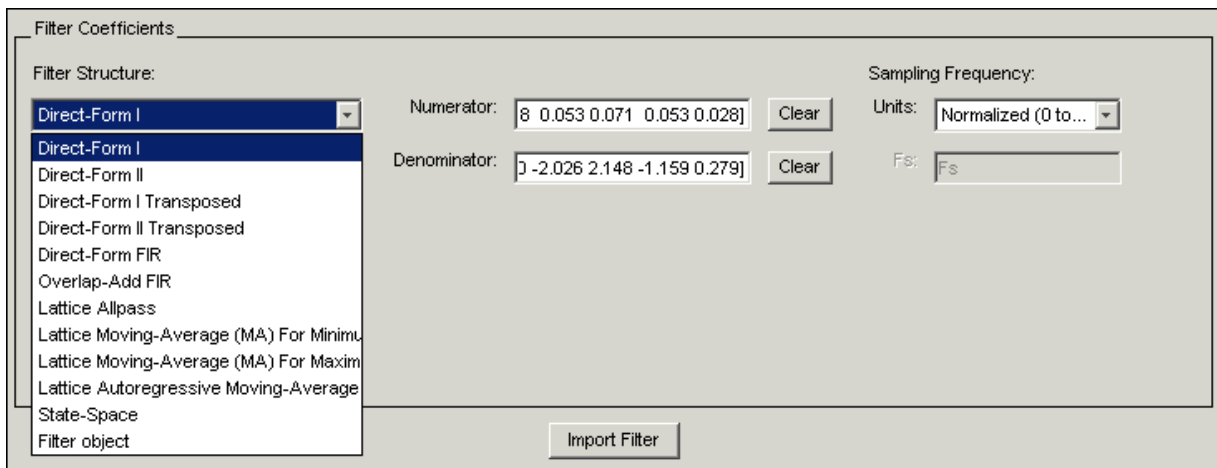 Filter Coefficients
Filter Structure:
Direct-Form I
Direct-Form I
Direct-Form II
Direct-Form I Transposed
Direct-Form II Transposed
Direct-Form FIR
Overlap-Add FIR
Lattice Allpass
Lattice Moving-Average (MA) For Minimu
Lattice Moving-Average (MA) For Maxim
Lattice Autoregressive Moving-Average
State-Space
Filter object
Numerator: 8 0.053 0.071 0.053 0.028] Clear
Denominator: 0 -2.026 2.148 -1.159 0.279] Clear
Sampling Frequency:
Units: Normalized (0 to...
Fs: Fs
Import Filter